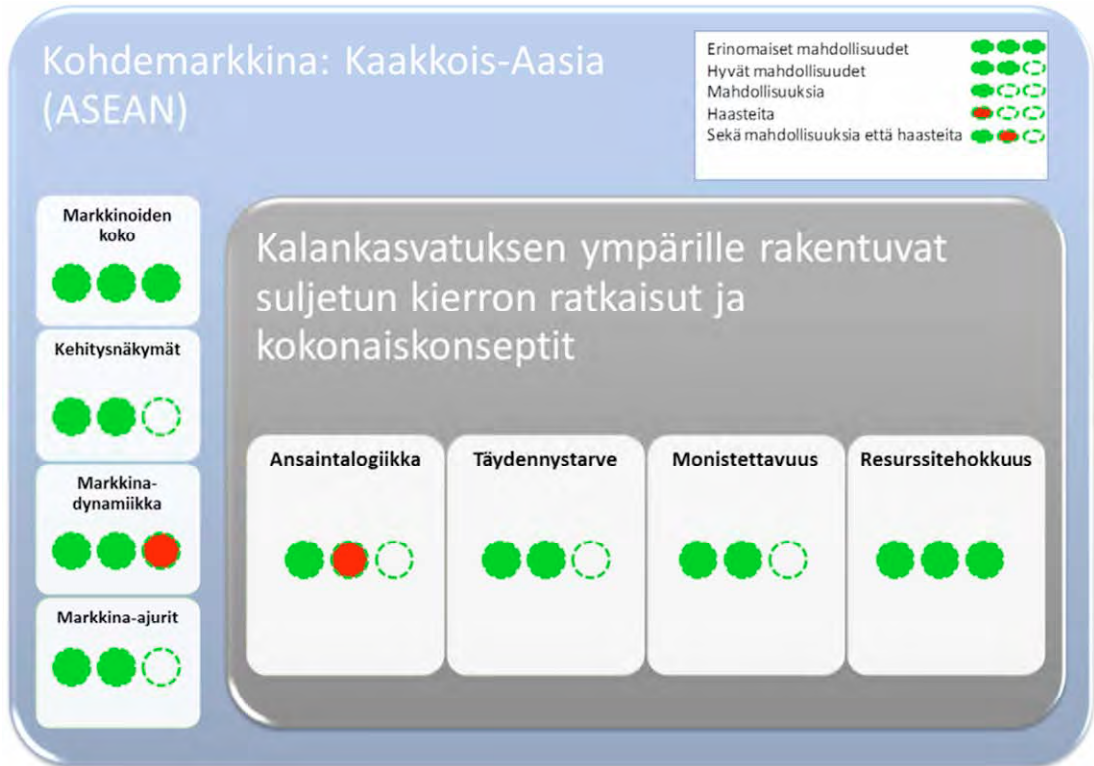 Kohdemarkkina: Kaakkois-Aasia
(ASEAN)
Erinomaiset mahdollisuudet
Hyvät mahdollisuudet
Mahdollisuuksia
Haasteita
Sekä mahdollisuuksia että haasteita
Markkinoiden
koko
Kehitysnäkymät
Markkina-
dynamiikka
Markkina-ajurit
Kalankasvatuksen ympärille rakentuvat
suljetun kierron ratkaisut ja
kokonaiskonseptit
Ansaintalogiikka
Täydennystarve
Monistettavuus
Resurssitehokkuus